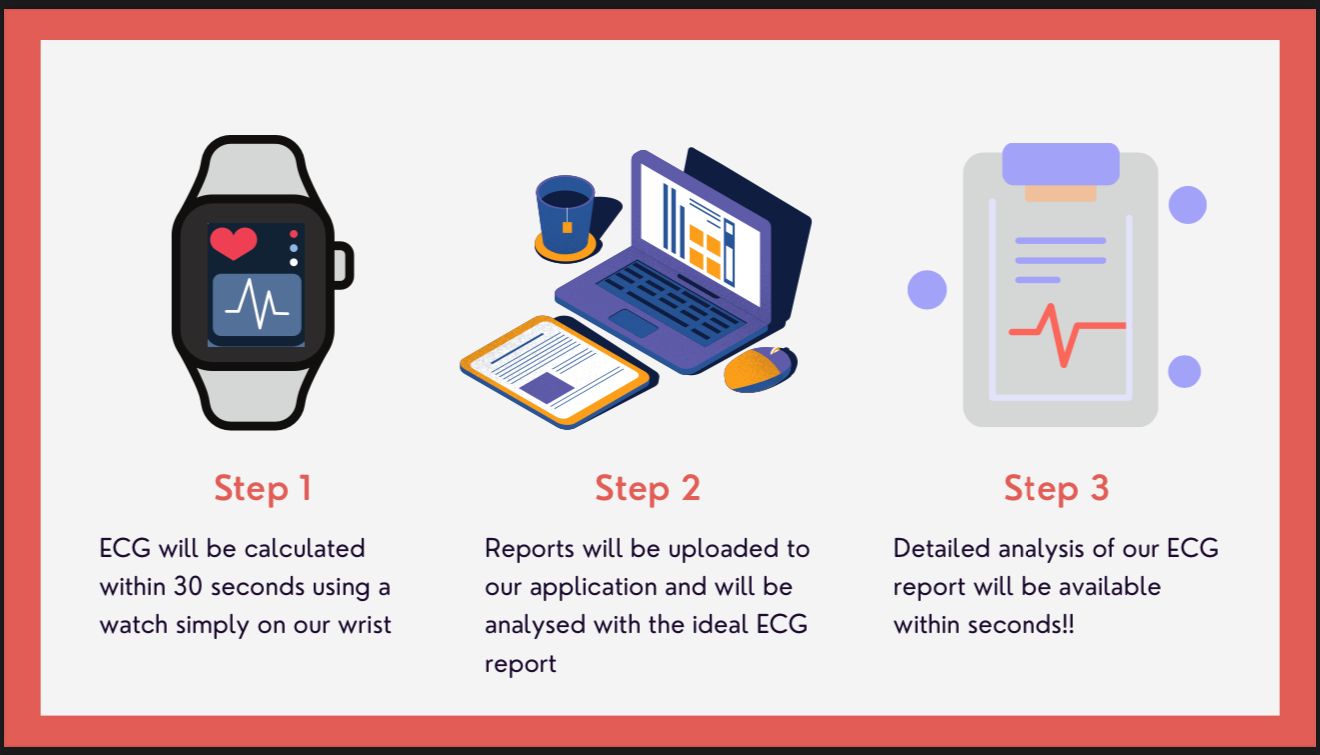 Step 1
ECG will be calculated
within 30 seconds using a
watch simply on our wrist
Step 2
Reports will be uploaded to
our application and will be
analysed with the ideal ECG
report
Step 3
Detailed analysis of our ECG
report will be available
within seconds!!